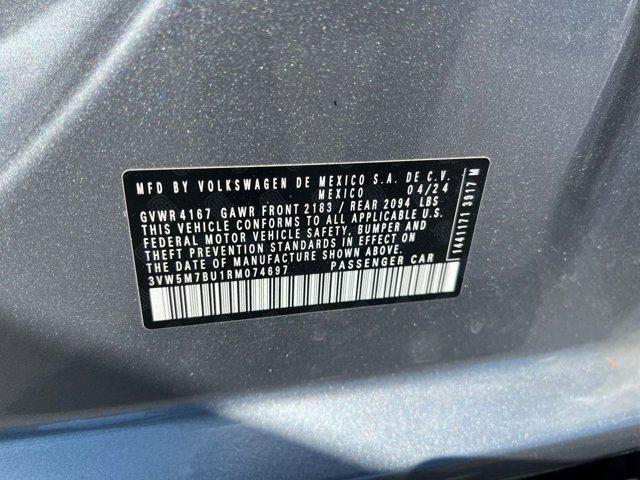 MFD BY VOLKSWAGEN DE MEXICO S.A. DE C.V.
MEXICO 04/24
GVWR 4167 GAWR FRONT 2183 / REAR 2094 LBS
THIS VEHICLE CONFORMS TO ALL APPLICABLE U.S.
FEDERAL MOTOR VEHICLE SAFETY, BUMPER AND
THEFT PREVENTION STANDARDS IN EFFECT ON
THE DATE OF MANUFACTURE SHOWN ABOVE.
3VW5M7BU1RM074697 PASSENGER CAR
14411171 3917 M